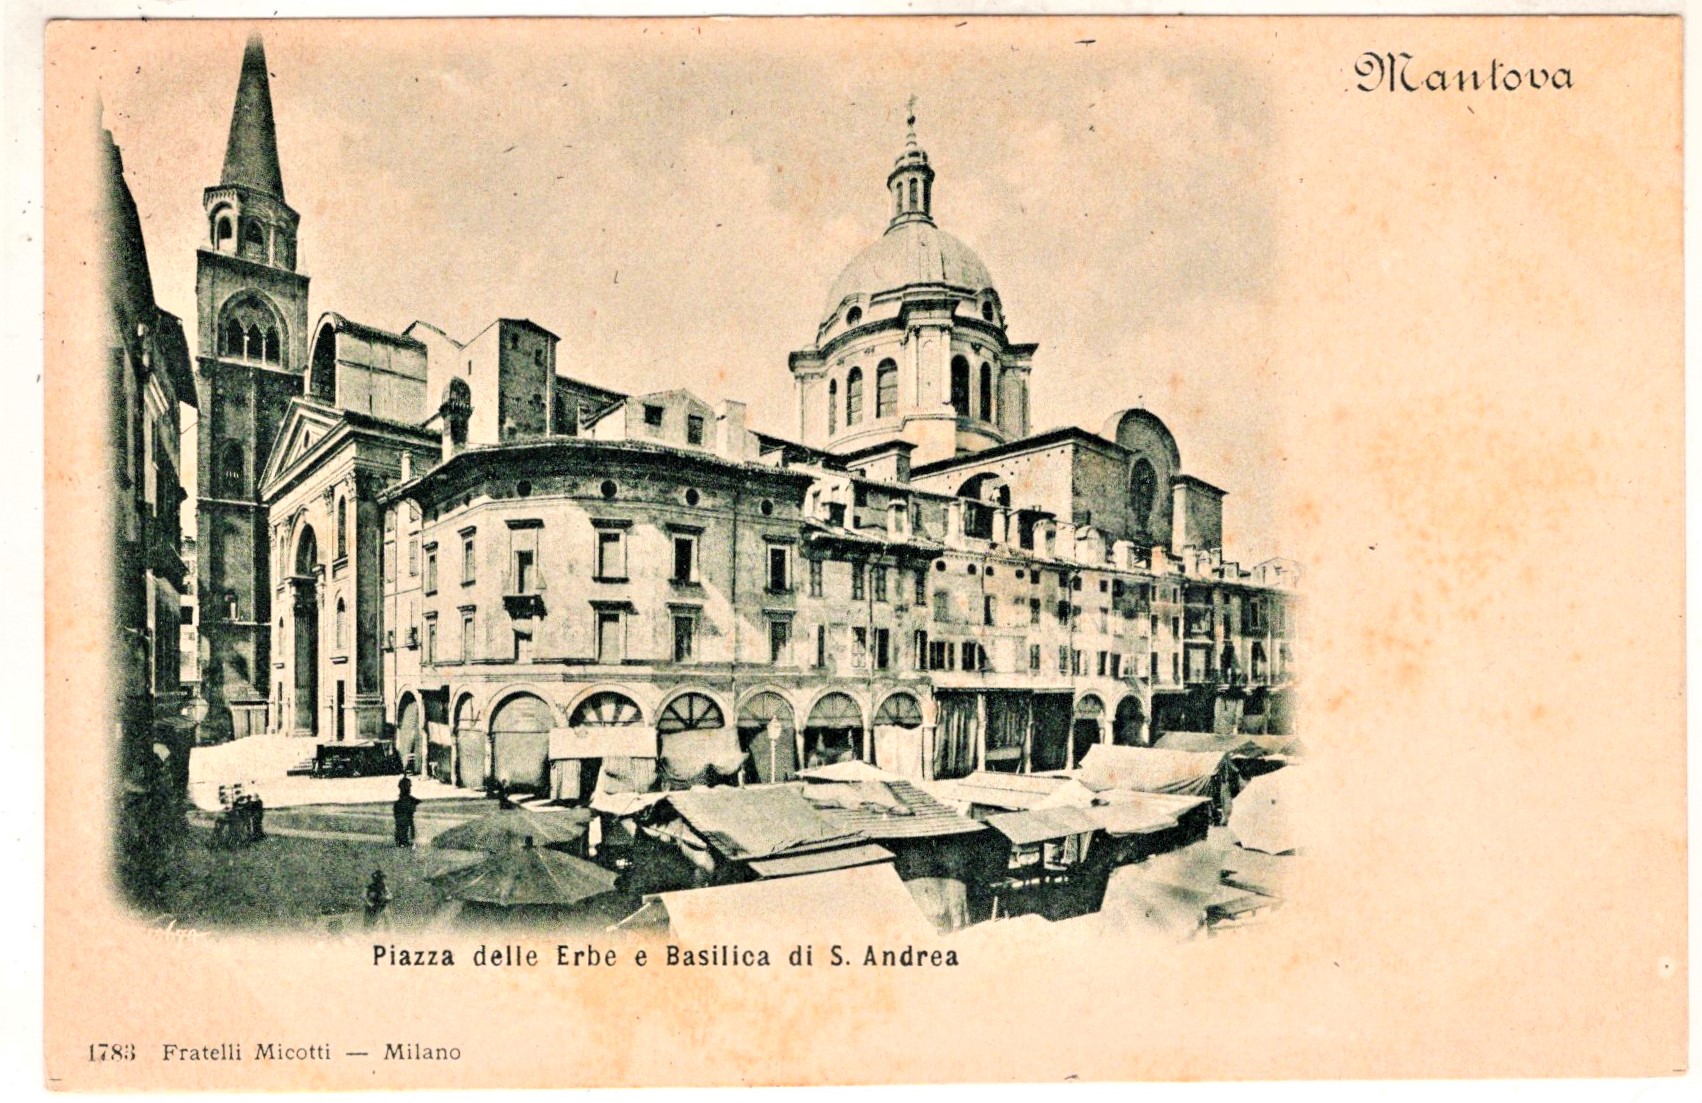 Mantova
Piazza delle Erbe e Basilica di S. Andrea
1783 Fratelli Micotti — Milano